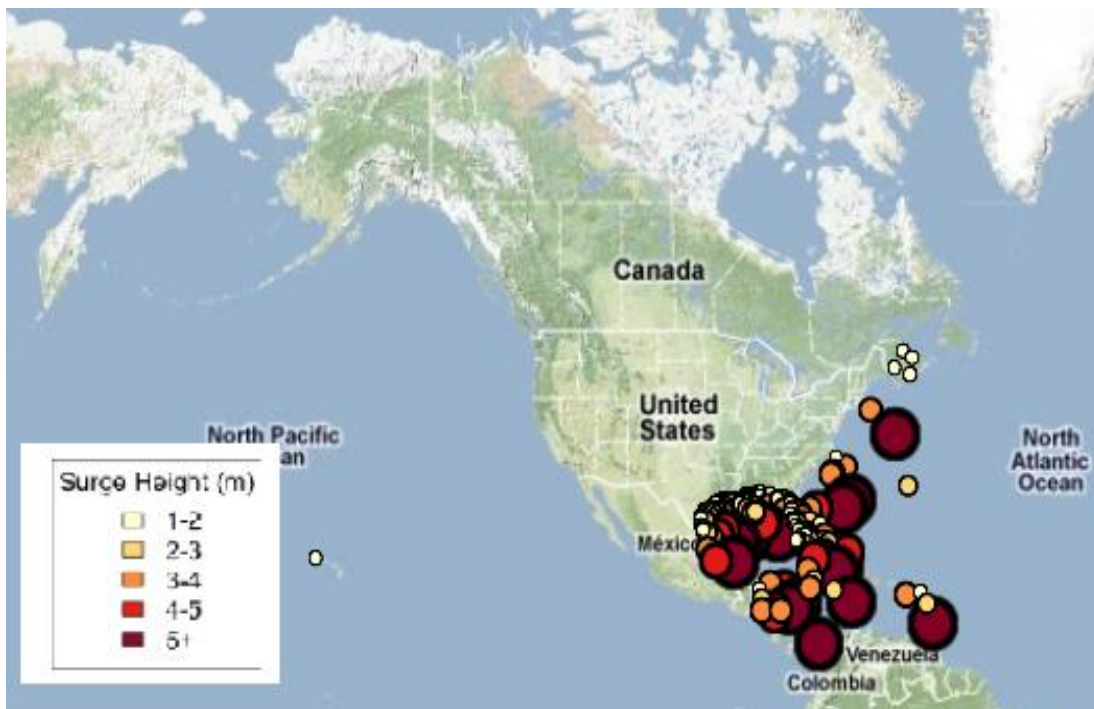 Canada
United
States
North Pacific
an
North
Atlantic
Ocean
Surge Height (m)
1-2
2-3
3-4
4-5
5+
Méxic
Venezuela
Colombia